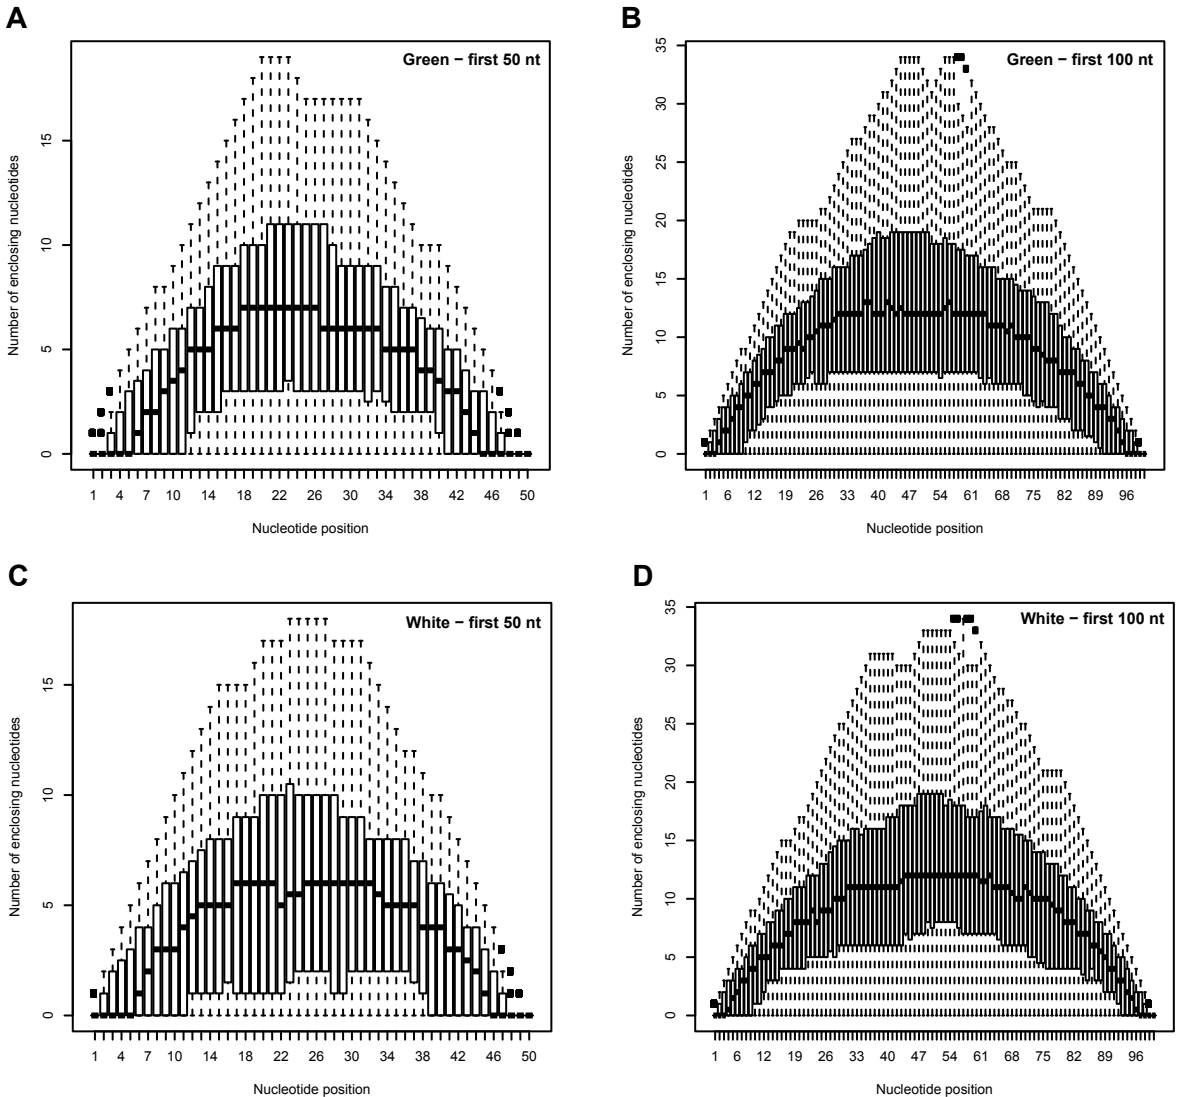 A
Green – first 50 nt
Number of enclosing nucleotides
0 5 10 15
1 4 7 10 14 18 22 26 30 34 38 42 46 50
Nucleotide position
B
Green – first 100 nt
Number of enclosing nucleotides
0 5 10 15 20 25 30 35
1 6 12 19 26 33 40 47 54 61 68 75 82 89 96
Nucleotide position
C
White – first 50 nt
Number of enclosing nucleotides
0 5 10 15
1 4 7 10 14 18 22 26 30 34 38 42 46 50
Nucleotide position
D
White – first 100 nt
Number of enclosing nucleotides
0 5 10 15 20 25 30 35
1 6 12 19 26 33 40 47 54 61 68 75 82 89 96
Nucleotide position